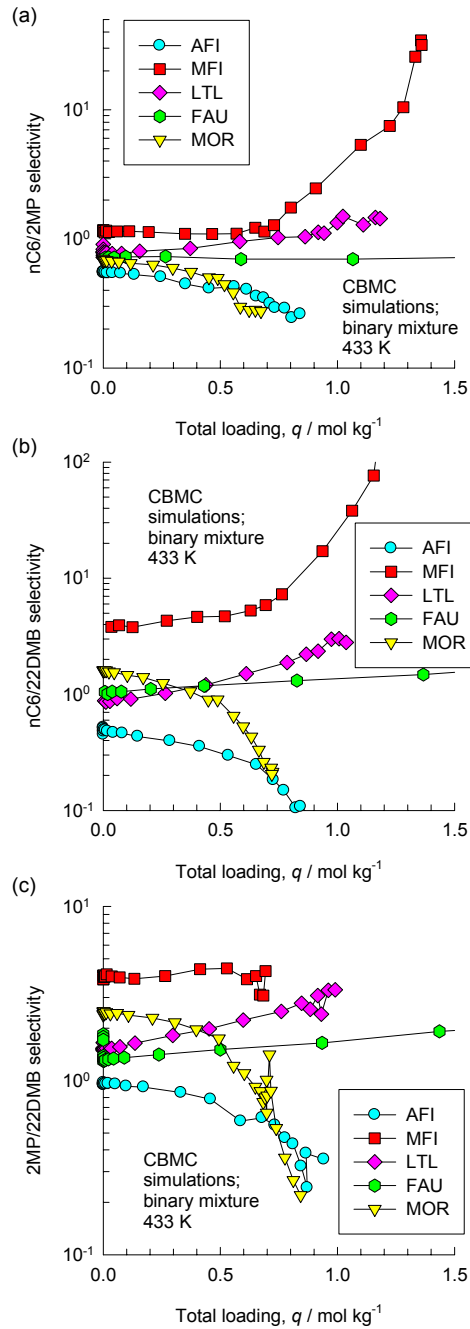 (a)
AFI
MFI
LTL
FAU
MOR
10¹
10⁰
10⁻¹
nC6/2MP selectivity
CBMC
simulations;
binary mixture
433 K
0.0 0.5 1.0 1.5
Total loading, q / mol kg⁻¹
(b)
10²
10¹
10⁰
10⁻¹
nC6/22DMB selectivity
CBMC
simulations;
binary mixture
433 K
AFI
MFI
LTL
FAU
MOR
0.0 0.5 1.0 1.5
Total loading, q / mol kg⁻¹
(c)
10¹
10⁰
10⁻¹
2MP/22DMB selectivity
CBMC
simulations;
binary mixture
433 K
AFI
MFI
LTL
FAU
MOR
0.0 0.5 1.0 1.5
Total loading, q / mol kg⁻¹